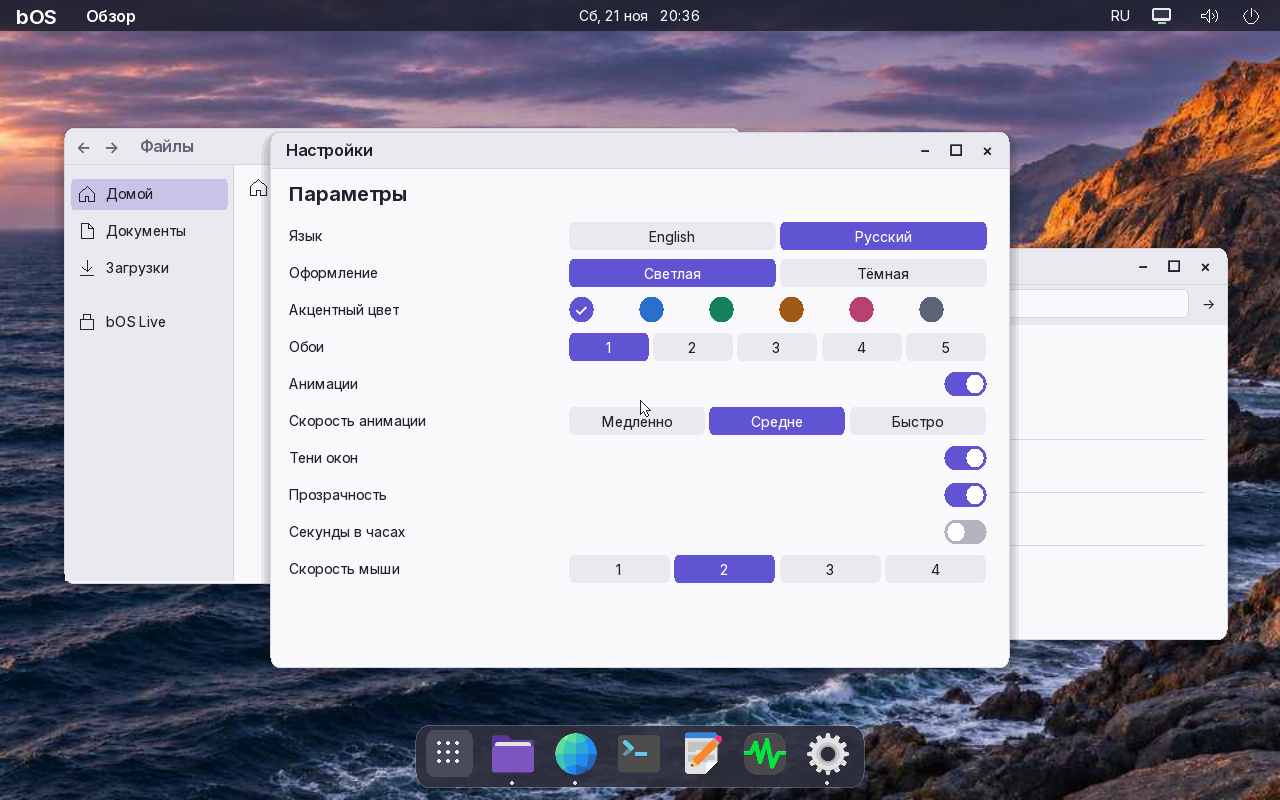 bOS Обзор Сб, 21 ноя 20:36 RU
Файлы
Домой
Документы
Загрузки
bOS Live
Настройки
Параметры
Язык English Русский
Оформление Светлая Тёмная
Акцентный цвет
Обои 1 2 3 4 5
Анимации
Скорость анимации Медленно Средне Быстро
Тени окон
Прозрачность
Секунды в часах
Скорость мыши 1 2 3 4